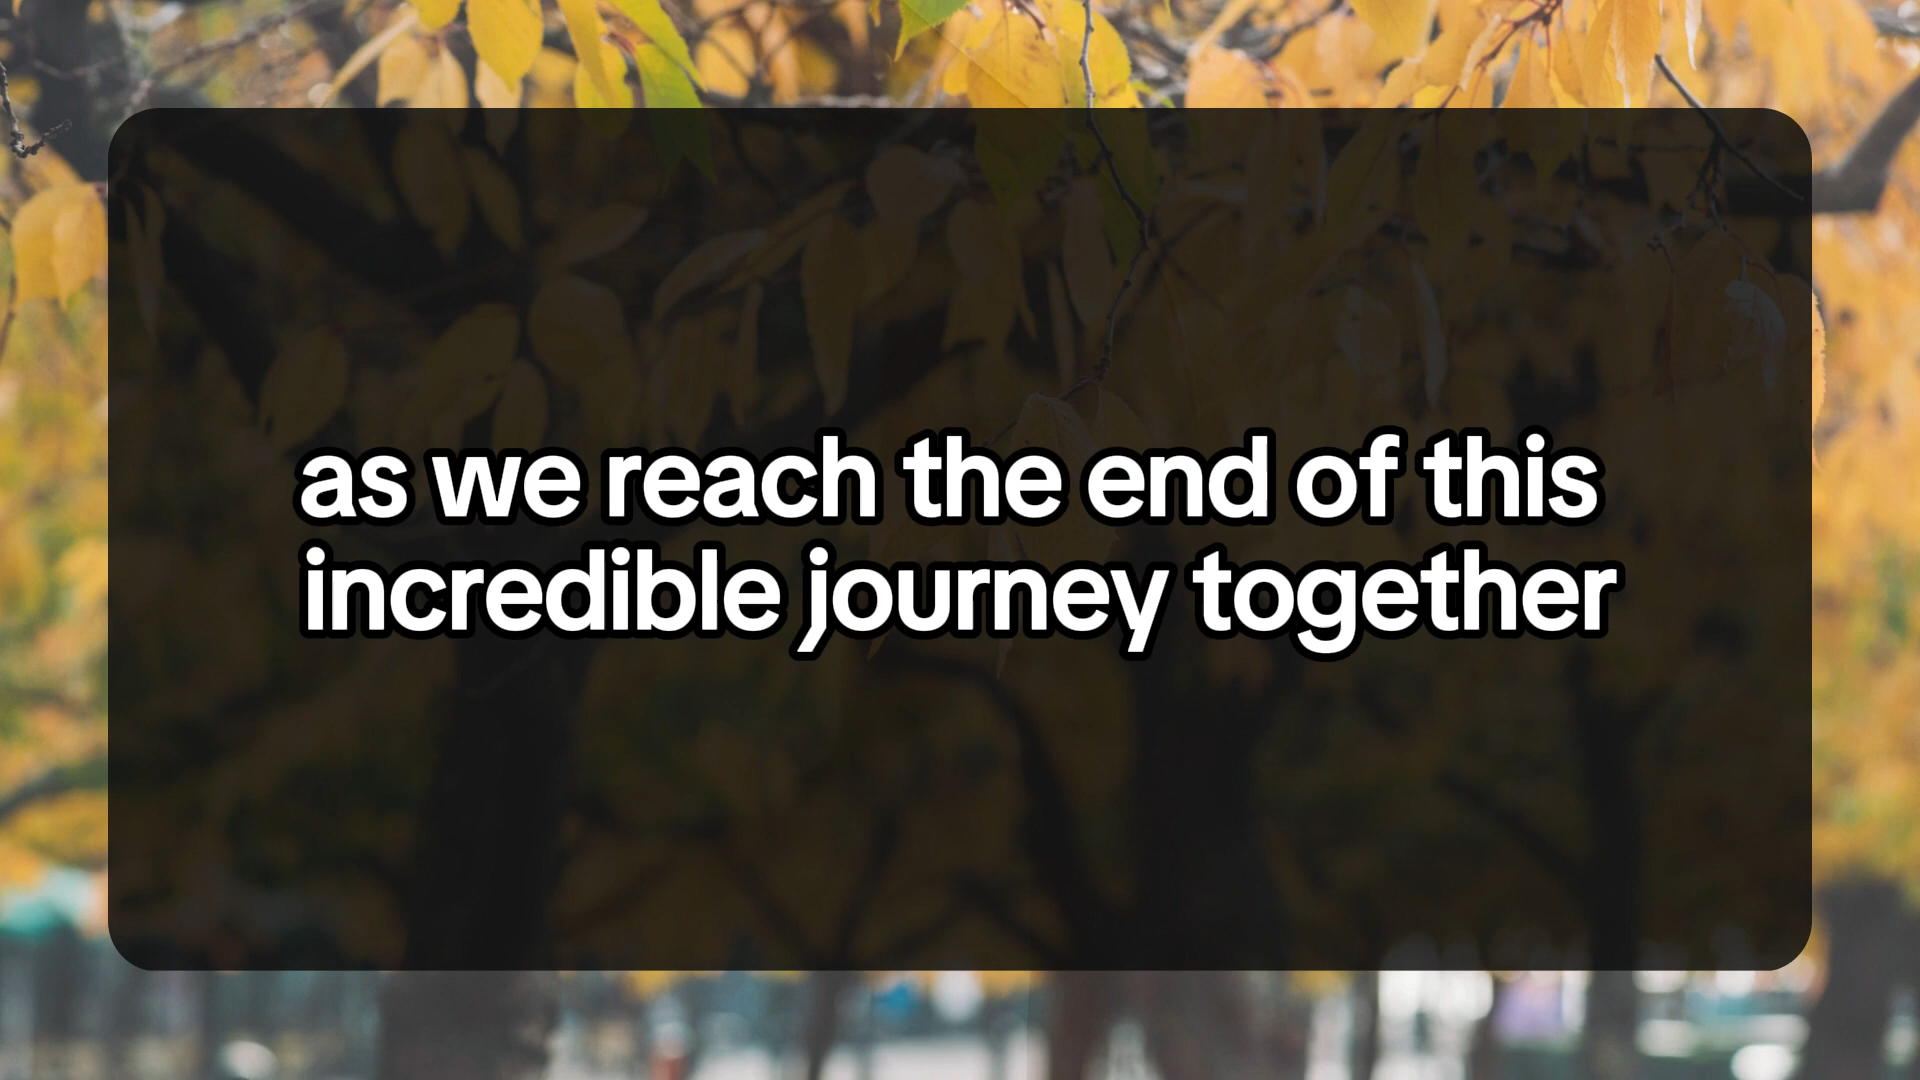 as we reach the end of this
incredible journey together